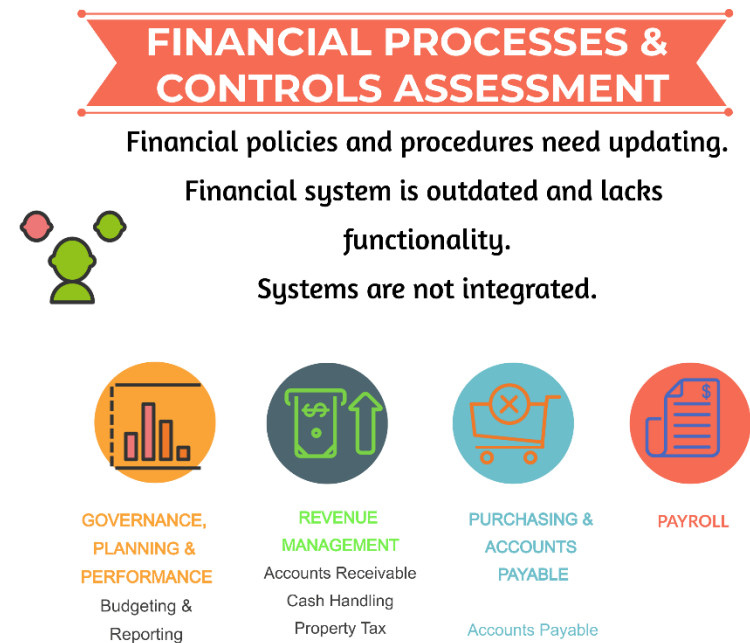 FINANCIAL PROCESSES &
CONTROLS ASSESSMENT
Financial policies and procedures need updating.
Financial system is outdated and lacks
functionality.
Systems are not integrated.
$
$
GOVERNANCE,
PLANNING &
PERFORMANCE
Budgeting &
Reporting
REVENUE
MANAGEMENT
Accounts Receivable
Cash Handling
Property Tax
PURCHASING &
ACCOUNTS
PAYABLE
Accounts Payable
PAYROLL